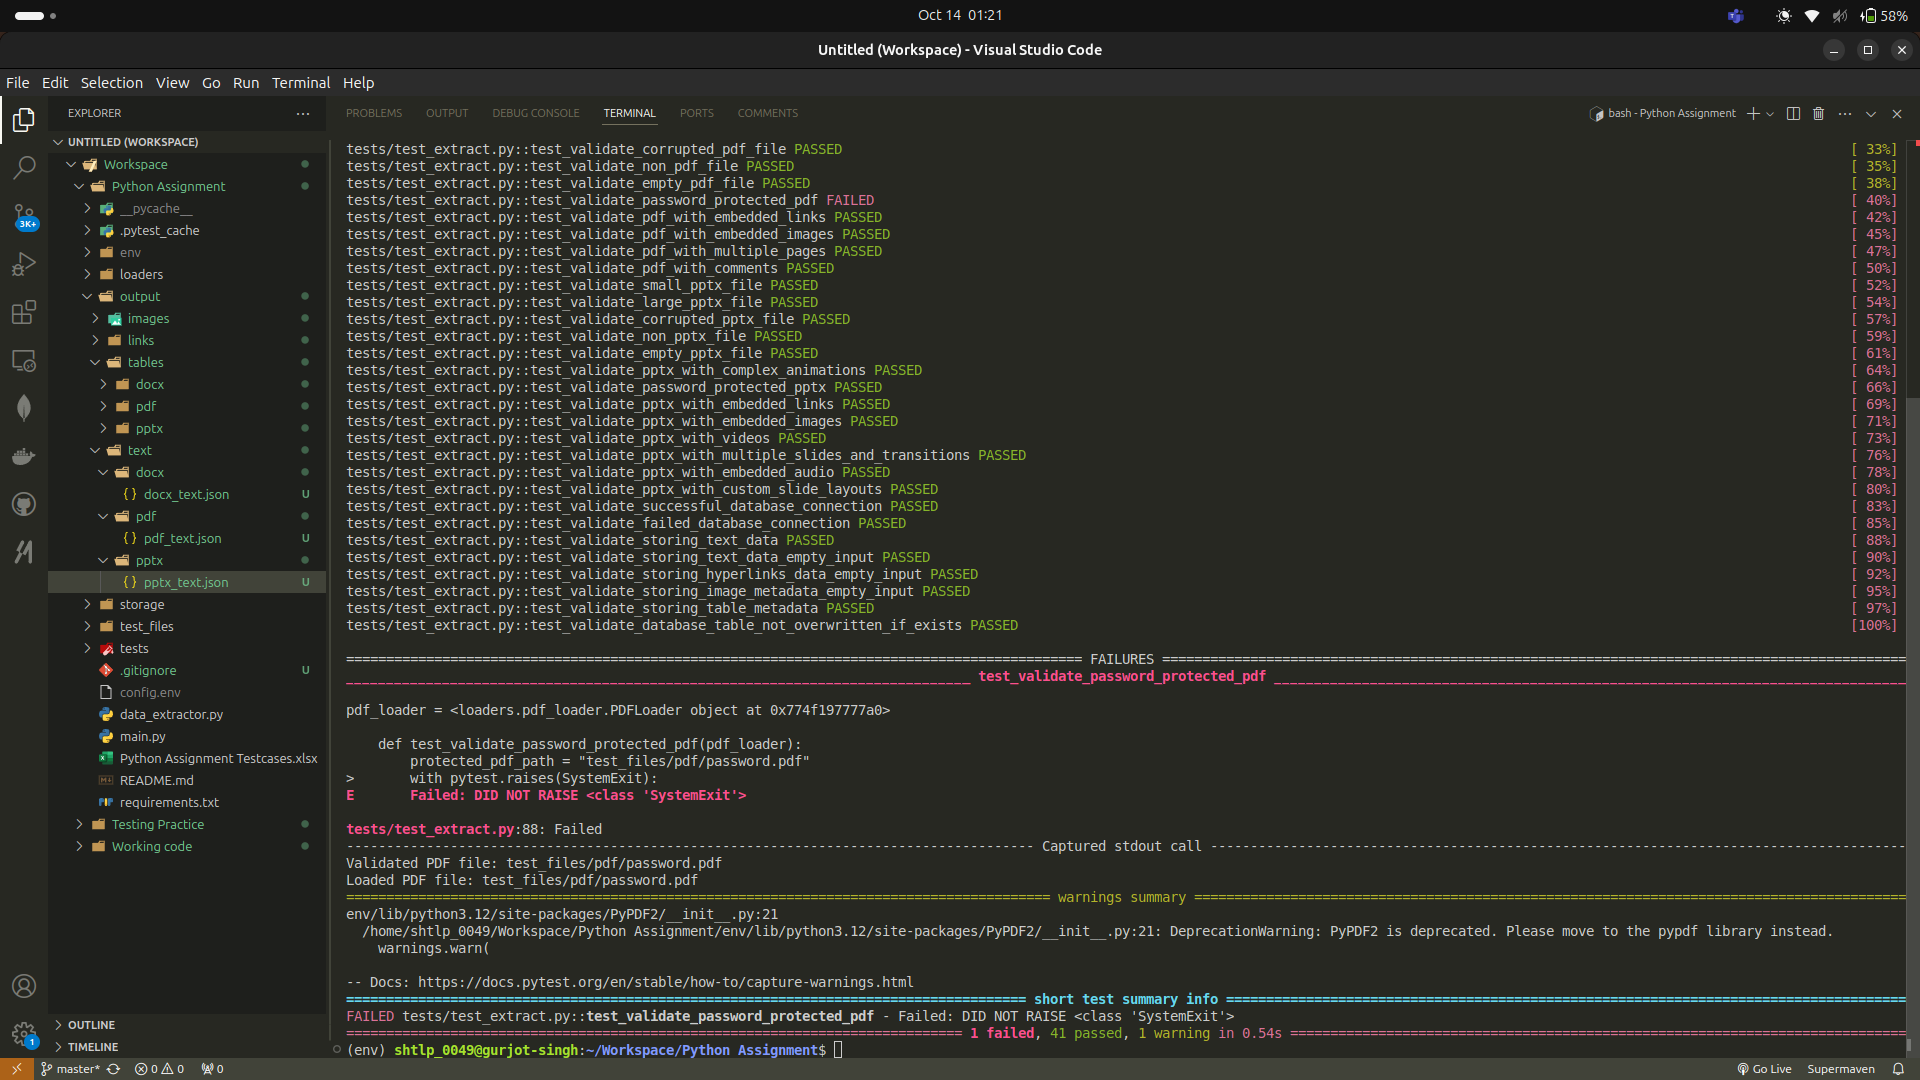 Oct 14 01:21
58%
Untitled (Workspace) - Visual Studio Code
File Edit Selection View Go Run Terminal Help
EXPLORER
UNTITLED (WORKSPACE)
Workspace
Python Assignment
__pycache__
.pytest_cache
env
loaders
output
images
links
tables
docx
pdf
pptx
text
docx
docx_text.json U
pdf
pdf_text.json U
pptx
pptx_text.json U
storage
test_files
tests
.gitignore U
config.env
data_extractor.py
main.py
Python Assignment Testcases.xlsx
README.md
requirements.txt
Testing Practice
Working code
OUTLINE
TIMELINE
3K+
1
PROBLEMS OUTPUT DEBUG CONSOLE TERMINAL PORTS COMMENTS
bash - Python Assignment
tests/test_extract.py::test_validate_corrupted_pdf_file PASSED [ 33%]
tests/test_extract.py::test_validate_non_pdf_file PASSED [ 35%]
tests/test_extract.py::test_validate_empty_pdf_file PASSED [ 38%]
tests/test_extract.py::test_validate_password_protected_pdf FAILED [ 40%]
tests/test_extract.py::test_validate_pdf_with_embedded_links PASSED [ 42%]
tests/test_extract.py::test_validate_pdf_with_embedded_images PASSED [ 45%]
tests/test_extract.py::test_validate_pdf_with_multiple_pages PASSED [ 47%]
tests/test_extract.py::test_validate_pdf_with_comments PASSED [ 50%]
tests/test_extract.py::test_validate_small_pptx_file PASSED [ 52%]
tests/test_extract.py::test_validate_large_pptx_file PASSED [ 54%]
tests/test_extract.py::test_validate_corrupted_pptx_file PASSED [ 57%]
tests/test_extract.py::test_validate_non_pptx_file PASSED [ 59%]
tests/test_extract.py::test_validate_empty_pptx_file PASSED [ 61%]
tests/test_extract.py::test_validate_pptx_with_complex_animations PASSED [ 64%]
tests/test_extract.py::test_validate_password_protected_pptx PASSED [ 66%]
tests/test_extract.py::test_validate_pptx_with_embedded_links PASSED [ 69%]
tests/test_extract.py::test_validate_pptx_with_embedded_images PASSED [ 71%]
tests/test_extract.py::test_validate_pptx_with_videos PASSED [ 73%]
tests/test_extract.py::test_validate_pptx_with_multiple_slides_and_transitions PASSED [ 76%]
tests/test_extract.py::test_validate_pptx_with_embedded_audio PASSED [ 78%]
tests/test_extract.py::test_validate_pptx_with_custom_slide_layouts PASSED [ 80%]
tests/test_extract.py::test_validate_successful_database_connection PASSED [ 83%]
tests/test_extract.py::test_validate_failed_database_connection PASSED [ 85%]
tests/test_extract.py::test_validate_storing_text_data PASSED [ 88%]
tests/test_extract.py::test_validate_storing_text_data_empty_input PASSED [ 90%]
tests/test_extract.py::test_validate_storing_hyperlinks_data_empty_input PASSED [ 92%]
tests/test_extract.py::test_validate_storing_image_metadata_empty_input PASSED [ 95%]
tests/test_extract.py::test_validate_storing_table_metadata PASSED [ 97%]
tests/test_extract.py::test_validate_database_table_not_overwritten_if_exists PASSED [100%]
FAILURES
test_validate_password_protected_pdf
pdf_loader = <loaders.pdf_loader.PDFLoader object at 0x774f197777a0>
def test_validate_password_protected_pdf(pdf_loader):
protected_pdf_path = "test_files/pdf/password.pdf"
> with pytest.raises(SystemExit):
E Failed: DID NOT RAISE <class 'SystemExit'>
tests/test_extract.py:88: Failed
Captured stdout call
Validated PDF file: test_files/pdf/password.pdf
Loaded PDF file: test_files/pdf/password.pdf
warnings summary
env/lib/python3.12/site-packages/PyPDF2/__init__.py:21
/home/shtlp_0049/Workspace/Python Assignment/env/lib/python3.12/site-packages/PyPDF2/__init__.py:21: DeprecationWarning: PyPDF2 is deprecated. Please move to the pypdf library instead.
warnings.warn(
-- Docs: https://docs.pytest.org/en/stable/how-to/capture-warnings.html
short test summary info
FAILED tests/test_extract.py::test_validate_password_protected_pdf - Failed: DID NOT RAISE <class 'SystemExit'>
1 failed, 41 passed, 1 warning in 0.54s
(env) shtlp_0049@gurjot-singh:~/Workspace/Python Assignment$
master* 0 0 0 Go Live Supermaven